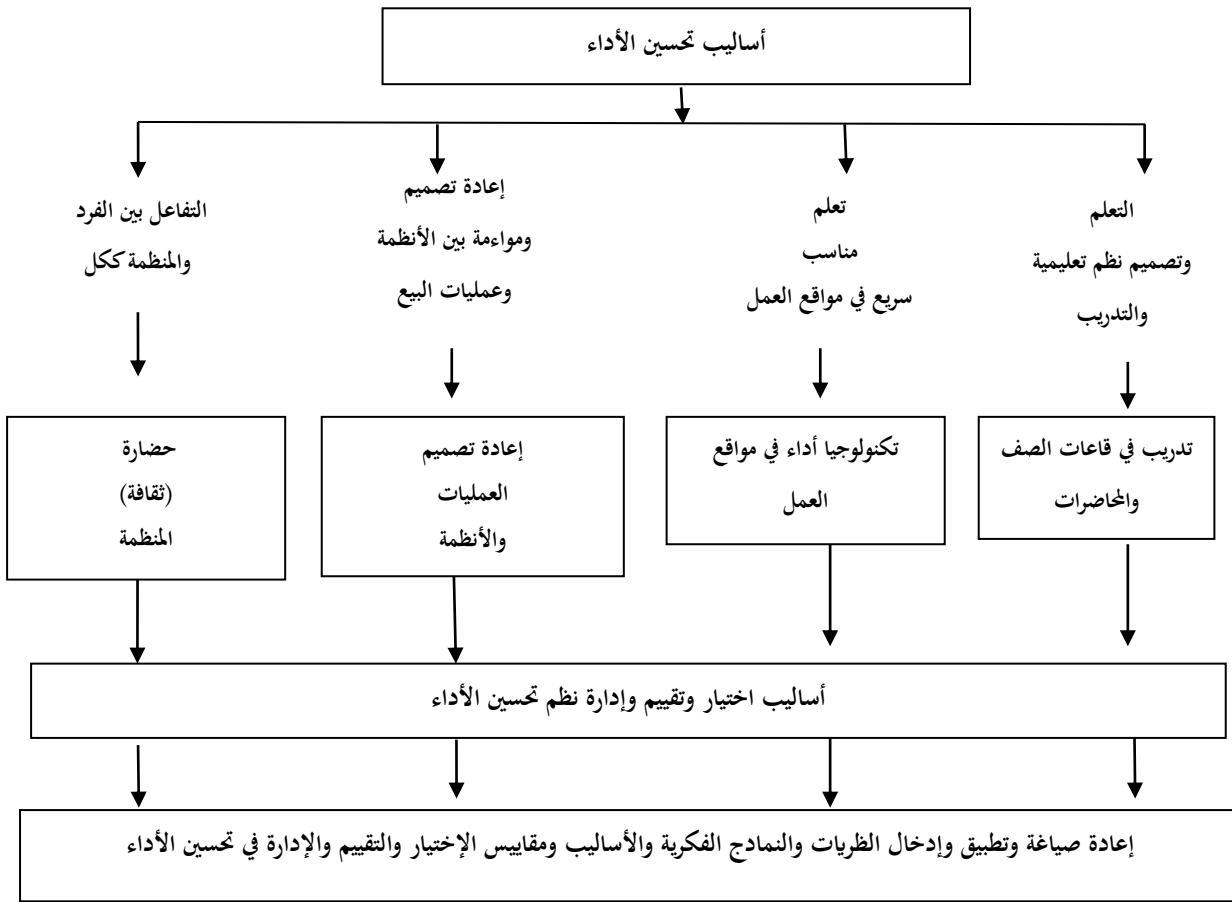 أساليب تحسين الأداء
التعلم
وتصميم نظم تعليمية
والتدريب
تعلم
مناسب
سريع في مواقع العمل
إعادة تصميم
ومواءمة بين الأنظمة
وعمليات البيع
التفاعل بين الفرد
والمنظمة ككل
تدريب في قاعات الصف
والمحاضرات
تكنولوجيا أداء في مواقع
العمل
إعادة تصميم
العمليات
والأنظمة
حضارة
(ثقافة)
المنظمة
أساليب اختيار وتقييم وإدارة نظم تحسين الأداء
إعادة صياغة وتطبيق وإدخال الظريات والنمادج الفكرية والأساليب ومقاييس الإختيار والتقييم والإدارة في تحسين الأداء